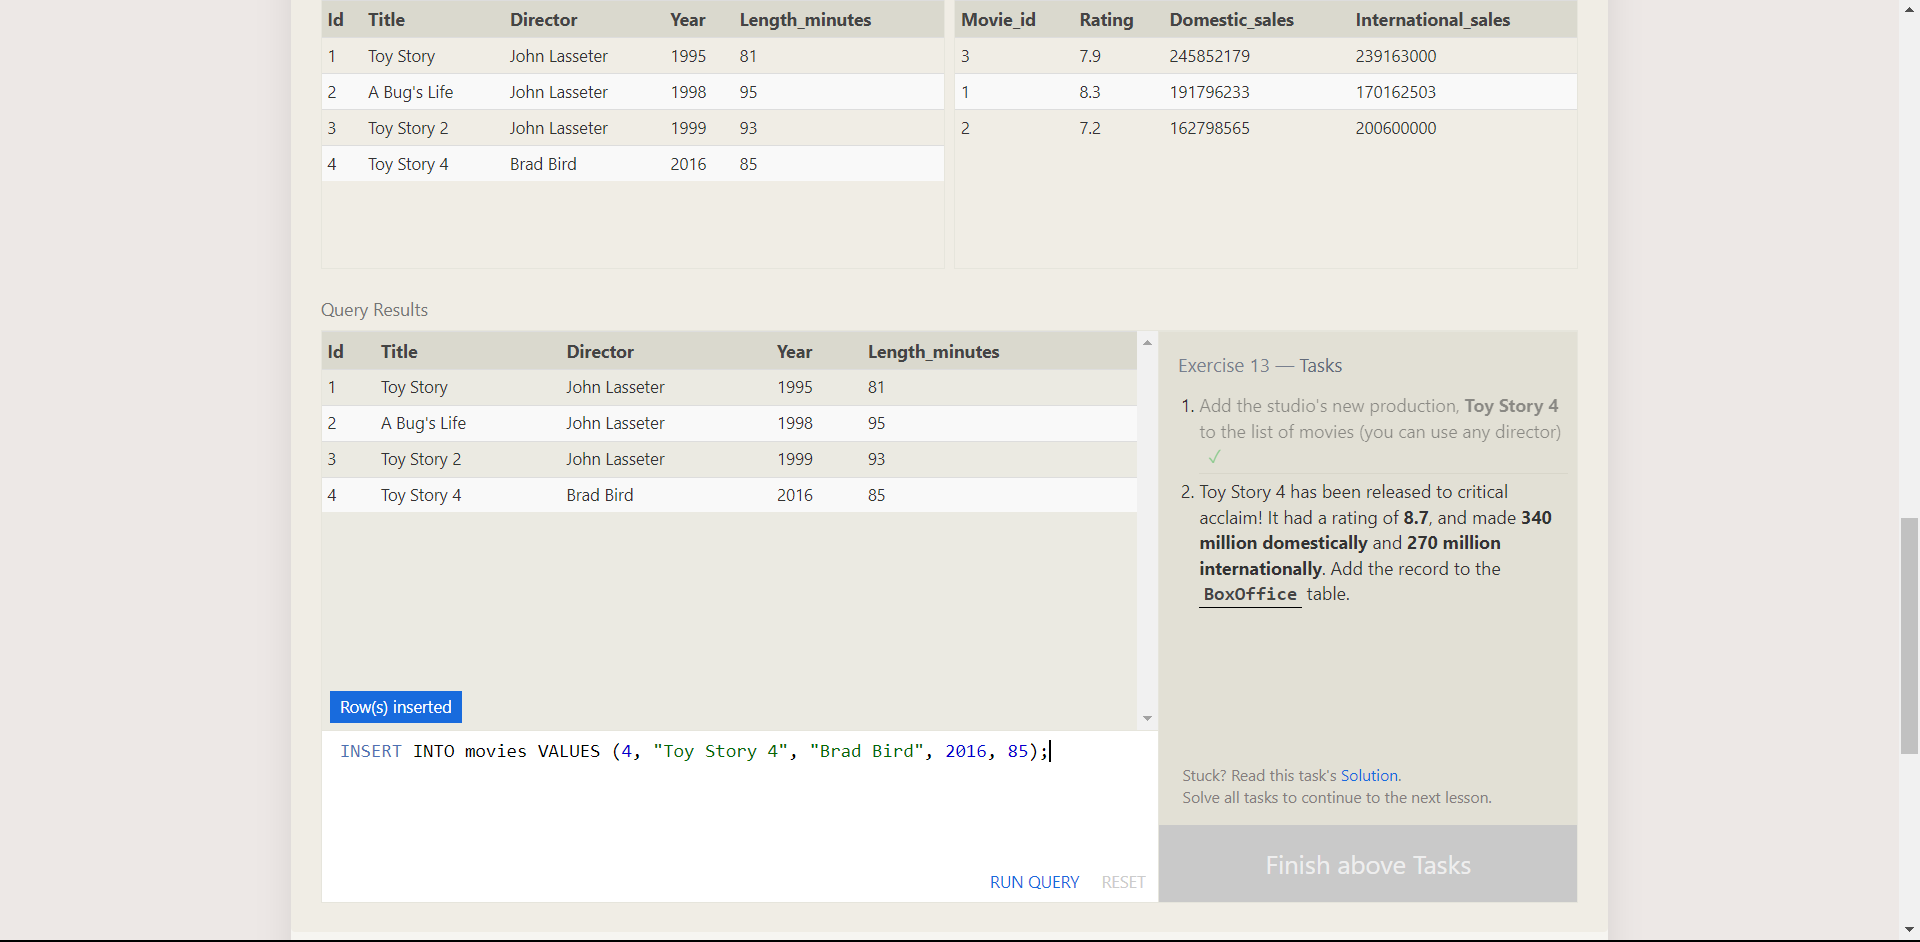 Id Title Director Year Length_minutes
1 Toy Story John Lasseter 1995 81
2 A Bug's Life John Lasseter 1998 95
3 Toy Story 2 John Lasseter 1999 93
4 Toy Story 4 Brad Bird 2016 85
Movie_id Rating Domestic_sales International_sales
3 7.9 245852179 239163000
1 8.3 191796233 170162503
2 7.2 162798565 200600000
Query Results
Id Title Director Year Length_minutes
1 Toy Story John Lasseter 1995 81
2 A Bug's Life John Lasseter 1998 95
3 Toy Story 2 John Lasseter 1999 93
4 Toy Story 4 Brad Bird 2016 85
Row(s) inserted
INSERT INTO movies VALUES (4, "Toy Story 4", "Brad Bird", 2016, 85);
RUN QUERY RESET
Exercise 13 — Tasks
1. Add the studio's new production, Toy Story 4
to the list of movies (you can use any director)
✓
2. Toy Story 4 has been released to critical
acclaim! It had a rating of 8.7, and made 340
million domestically and 270 million
internationally. Add the record to the
BoxOffice table.
Stuck? Read this task's Solution.
Solve all tasks to continue to the next lesson.
Finish above Tasks